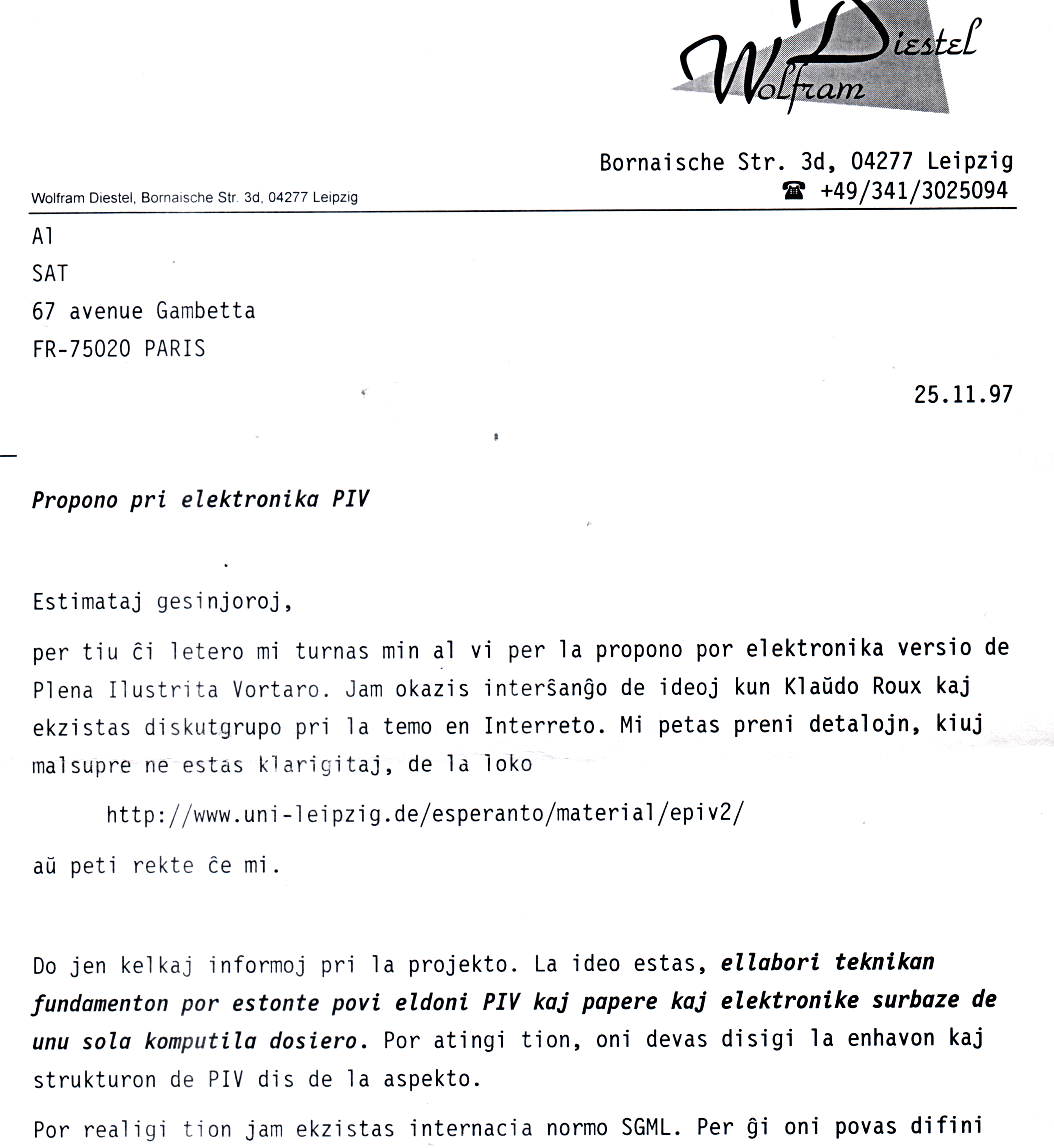 Diestel
Wolfram
Bornaische Str. 3d, 04277 Leipzig
☎ +49/341/3025094
Wolfram Diestel, Bornaische Str. 3d, 04277 Leipzig
Al
SAT
67 avenue Gambetta
FR-75020 PARIS
25.11.97
Propono pri elektronika PIV
Estimataj gesinjoroj,
per tiu ĉi letero mi turnas min al vi per la propono por elektronika versio de
Plena Ilustrita Vortaro. Jam okazis interŝanĝo de ideoj kun Klaŭdo Roux kaj
ekzistas diskutgrupo pri la temo en Interreto. Mi petas preni detalojn, kiuj
malsupre ne estas klarigitaj, de la loko
http://www.uni-leipzig.de/esperanto/material/epiv2/
aŭ peti rekte ĉe mi.
Do jen kelkaj informoj pri la projekto. La ideo estas, ellabori teknikan
fundamenton por estonte povi eldoni PIV kaj papere kaj elektronike surbaze de
unu sola komputila dosiero. Por atingi tion, oni devas disigi la enhavon kaj
strukturon de PIV dis de la aspekto.
Por realigi tion jam ekzistas internacia normo SGML. Per ĝi oni povas difini